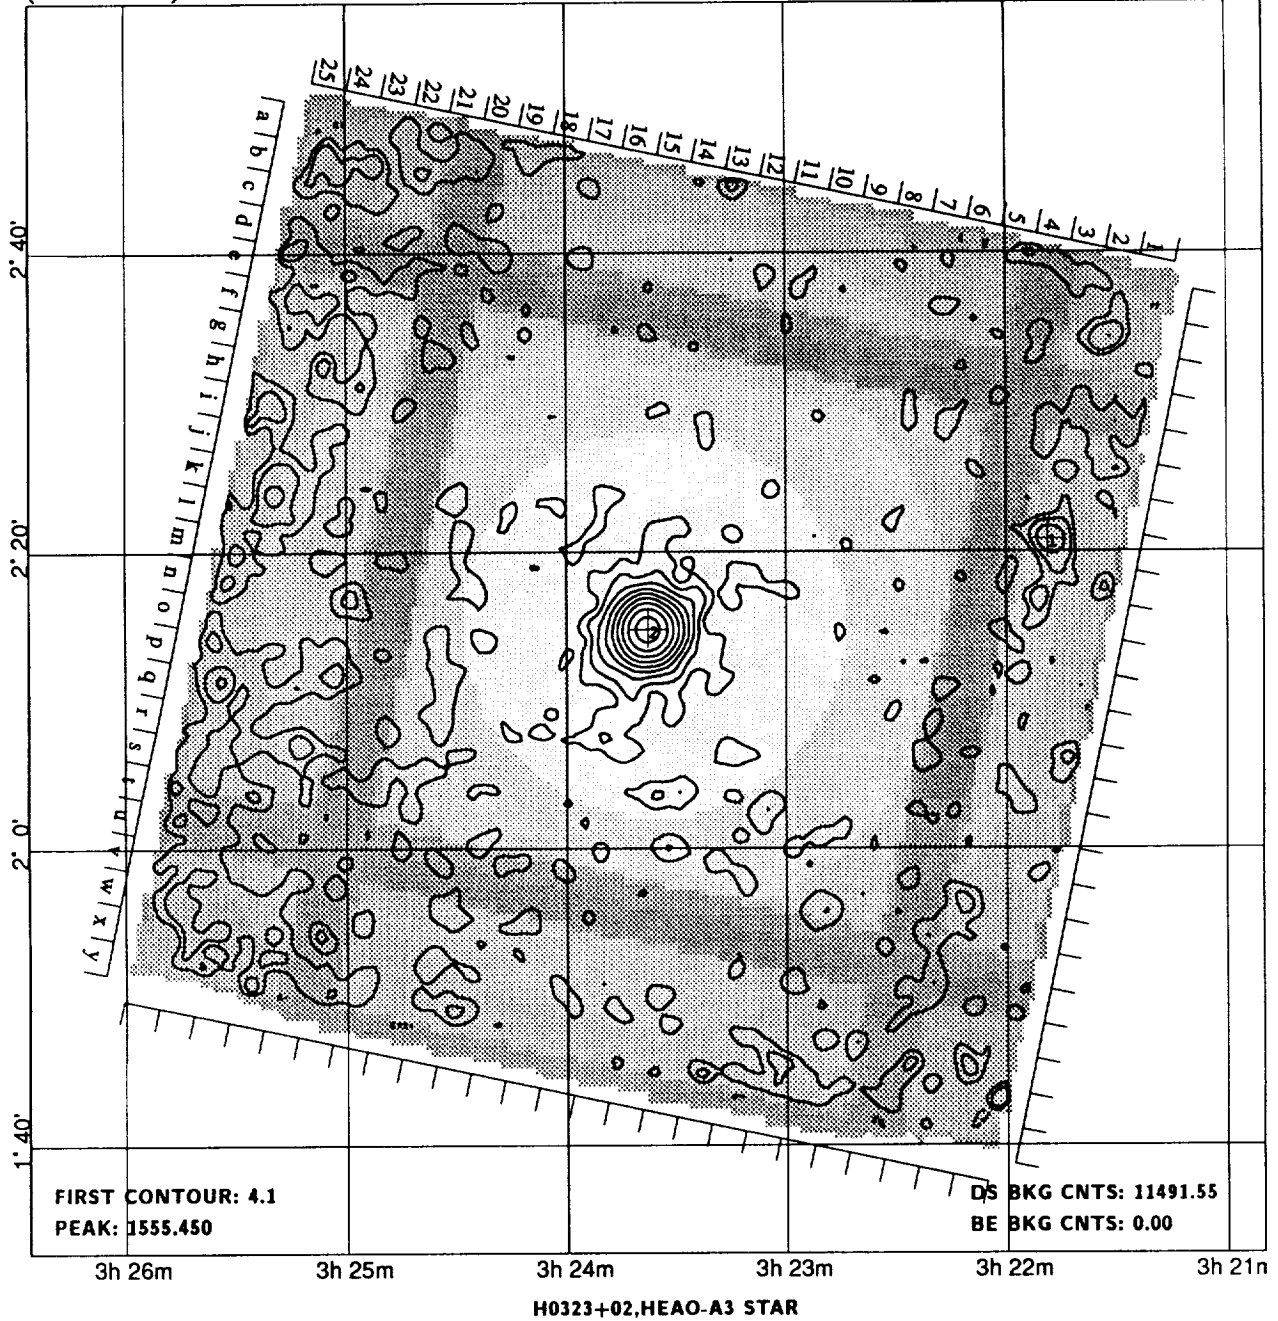 25 24 23 22 21 20 19 18 17 16 15 14 13 12 11 10 9 8 7 6 5 4 3 2 1
a b c d e f g h i j k l m n o p q r s t u v w x y
2° 40'
2° 20'
2
2° 0'
1° 40'
FIRST CONTOUR: 4.1
PEAK: 1555.450
DS BKG CNTS: 11491.55
BE BKG CNTS: 0.00
3h 26m 3h 25m 3h 24m 3h 23m 3h 22m 3h 21m
H0323+02,HEAO-A3 STAR